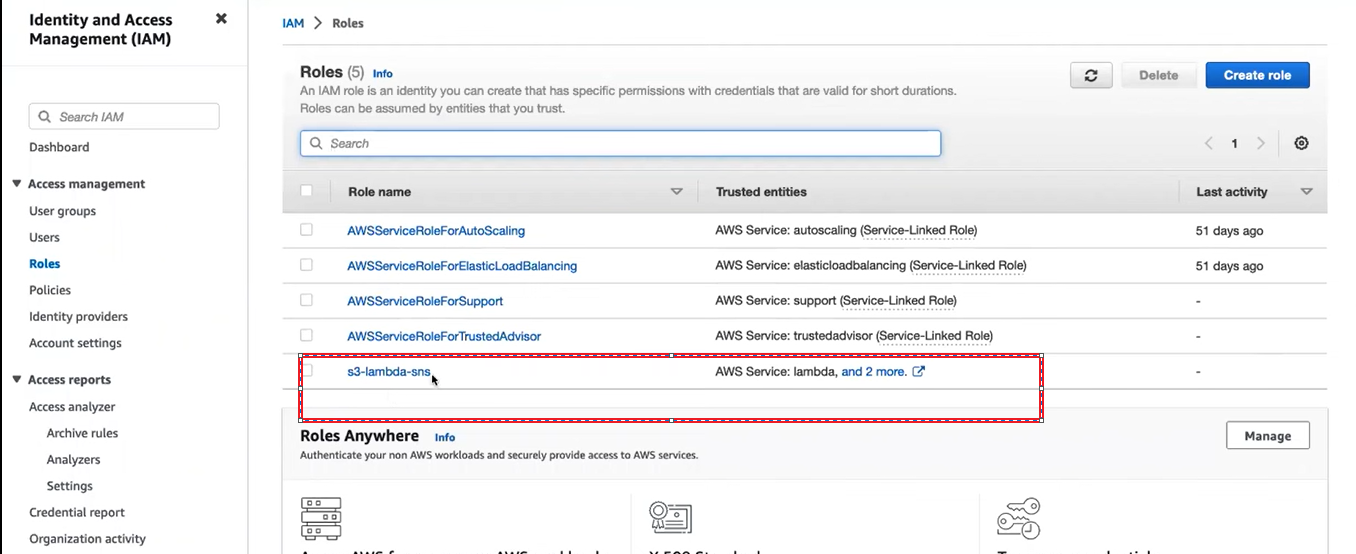 Identity and Access
Management (IAM)
Search IAM
Dashboard
Access management
User groups
Users
Roles
Policies
Identity providers
Account settings
Access reports
Access analyzer
Archive rules
Analyzers
Settings
Credential report
Organization activity
IAM > Roles
Roles (5) Info
An IAM role is an identity you can create that has specific permissions with credentials that are valid for short durations.
Roles can be assumed by entities that you trust.
Delete
Create role
Search
1
Role name Trusted entities Last activity
AWSServiceRoleForAutoScaling AWS Service: autoscaling (Service-Linked Role) 51 days ago
AWSServiceRoleForElasticLoadBalancing AWS Service: elasticloadbalancing (Service-Linked Role) 51 days ago
AWSServiceRoleForSupport AWS Service: support (Service-Linked Role) -
AWSServiceRoleForTrustedAdvisor AWS Service: trustedadvisor (Service-Linked Role) -
s3-lambda-sns AWS Service: lambda, and 2 more. -
Roles Anywhere Info
Authenticate your non AWS workloads and securely provide access to AWS services.
Manage